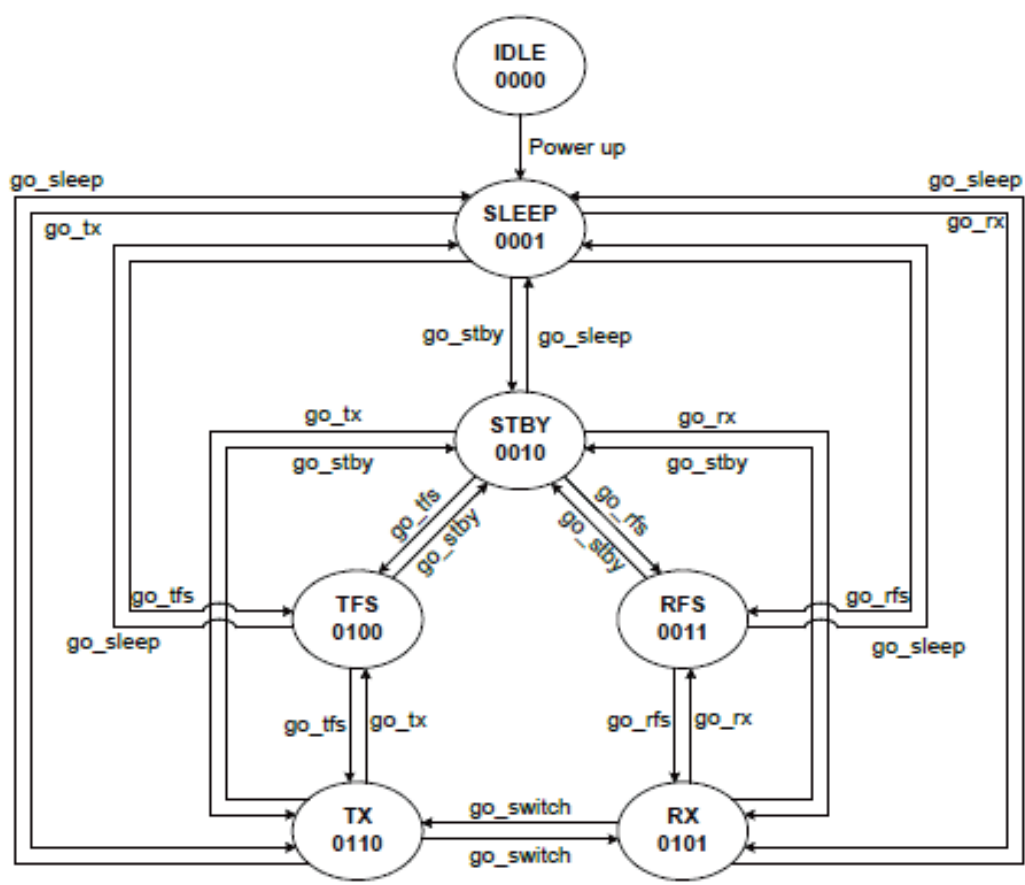 IDLE
0000
Power up
go_sleep
go_sleep
go_tx
SLEEP
0001
go_rx
go_stby
go_sleep
go_tx
STBY
0010
go_rx
go_stby
go_stby
go_tfs
go_stby
go_rfs
go_stby
go_tfs
TFS
0100
RFS
0011
go_rfs
go_sleep
go_sleep
go_tfs
go_tx
go_rfs
go_rx
TX
0110
go_switch
go_switch
RX
0101